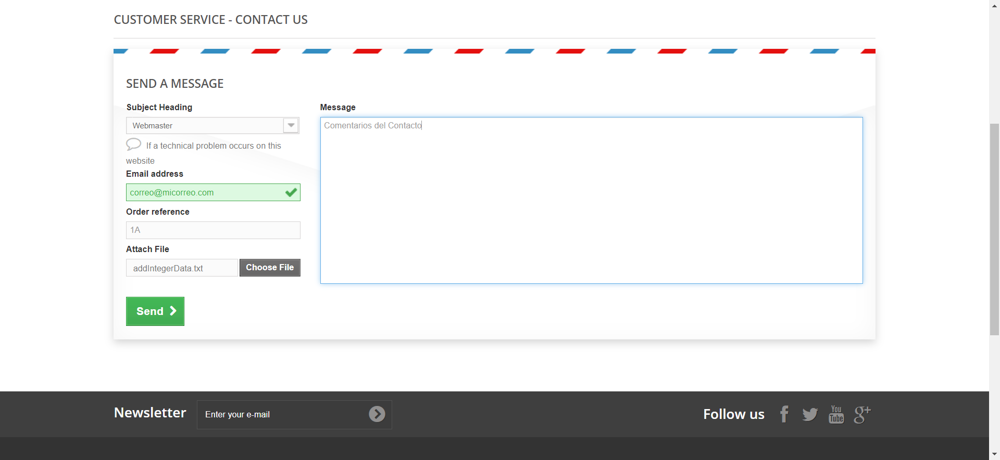 CUSTOMER SERVICE - CONTACT US
SEND A MESSAGE
Subject Heading
Webmaster
If a technical problem occurs on this
website
Email address
correo@micorreo.com
Order reference
1A
Attach File
addIntegerData.txt
Choose File
Message
Comentarios del Contacto
Send
Newsletter
Enter your e-mail
Follow us
f
You
Tube
g+